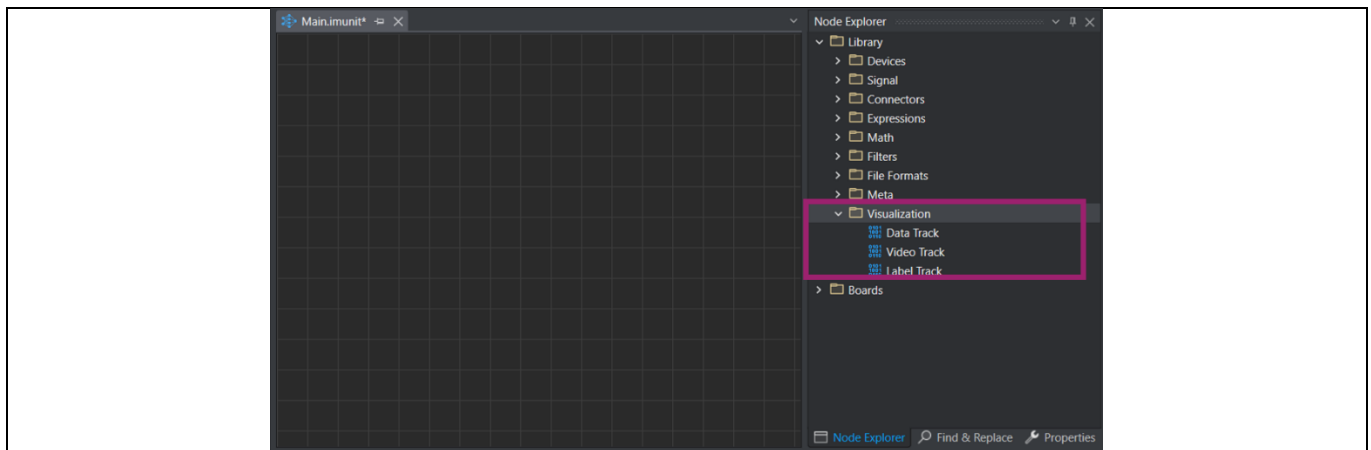 Main.imunit*
Node Explorer
Library
Devices
Signal
Connectors
Expressions
Math
Filters
File Formats
Meta
Visualization
Data Track
Video Track
Label Track
Boards
Node Explorer Find & Replace Properties